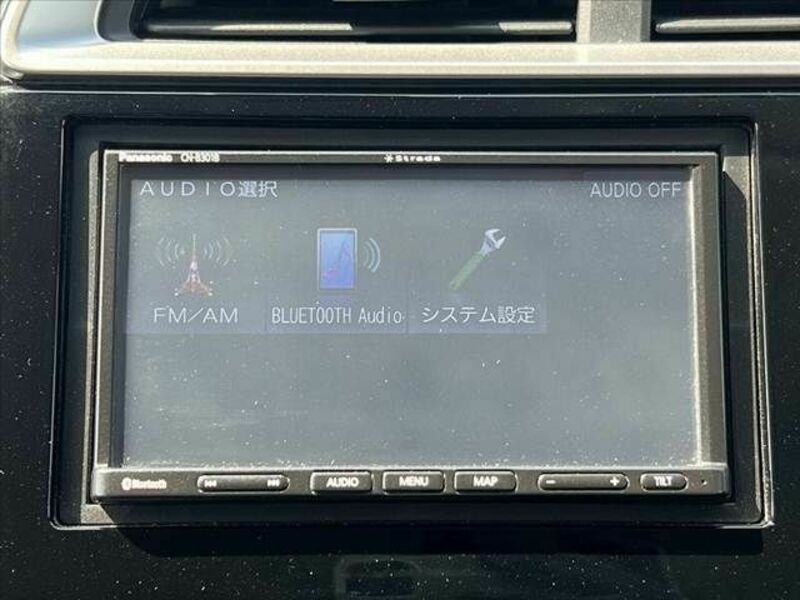 Panasonic CN-B301B
Strada
AUDIO選択
AUDIO OFF
FM/AM
BLUETOOTH Audio
システム設定
Bluetooth
AUDIO
MENU
MAP
− +
TILT